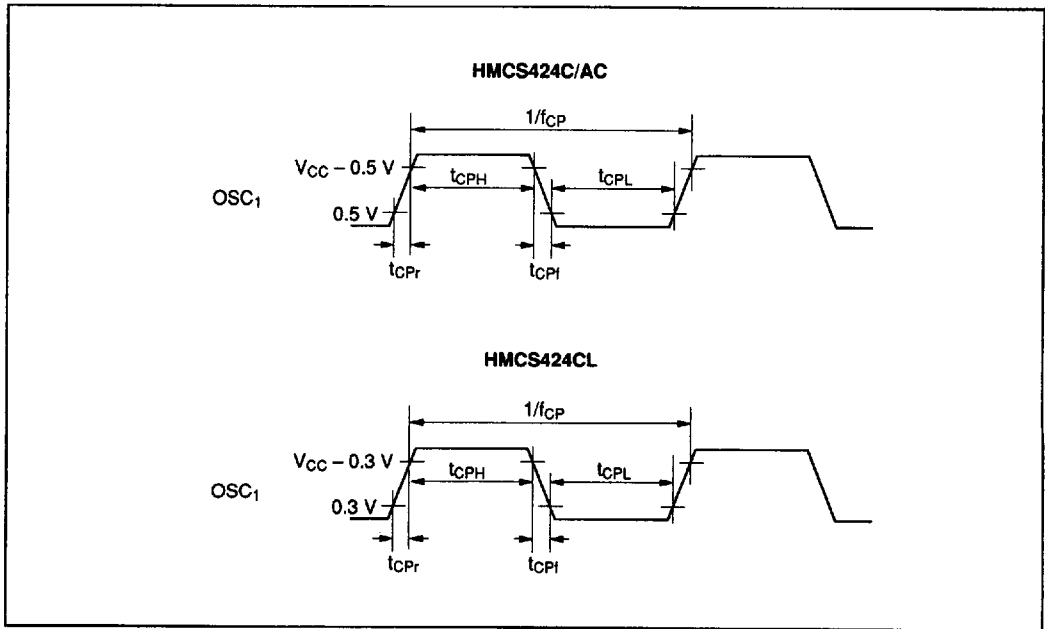 HMCS424C/AC
1/fCP
VCC – 0.5 V
tCPH
tCPL
OSC1
0.5 V
tCPr
tCPf
HMCS424CL
1/fCP
VCC – 0.3 V
tCPH
tCPL
OSC1
0.3 V
tCPr
tCPf